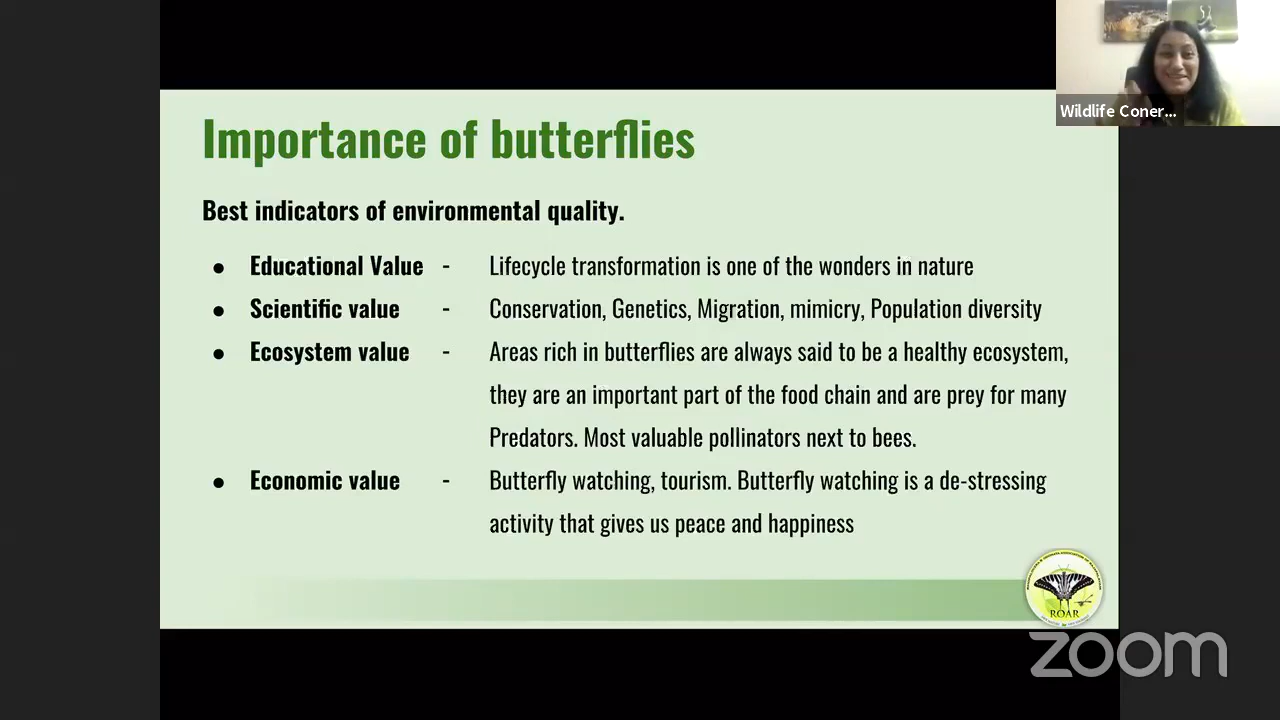 Wildlife Coner...
Importance of butterflies
Best indicators of environmental quality.
● Educational Value - Lifecycle transformation is one of the wonders in nature
● Scientific value - Conservation, Genetics, Migration, mimicry, Population diversity
● Ecosystem value - Areas rich in butterflies are always said to be a healthy ecosystem,
they are an important part of the food chain and are prey for many
Predators. Most valuable pollinators next to bees.
● Economic value - Butterfly watching, tourism. Butterfly watching is a de-stressing
activity that gives us peace and happiness
ROAR
zoom